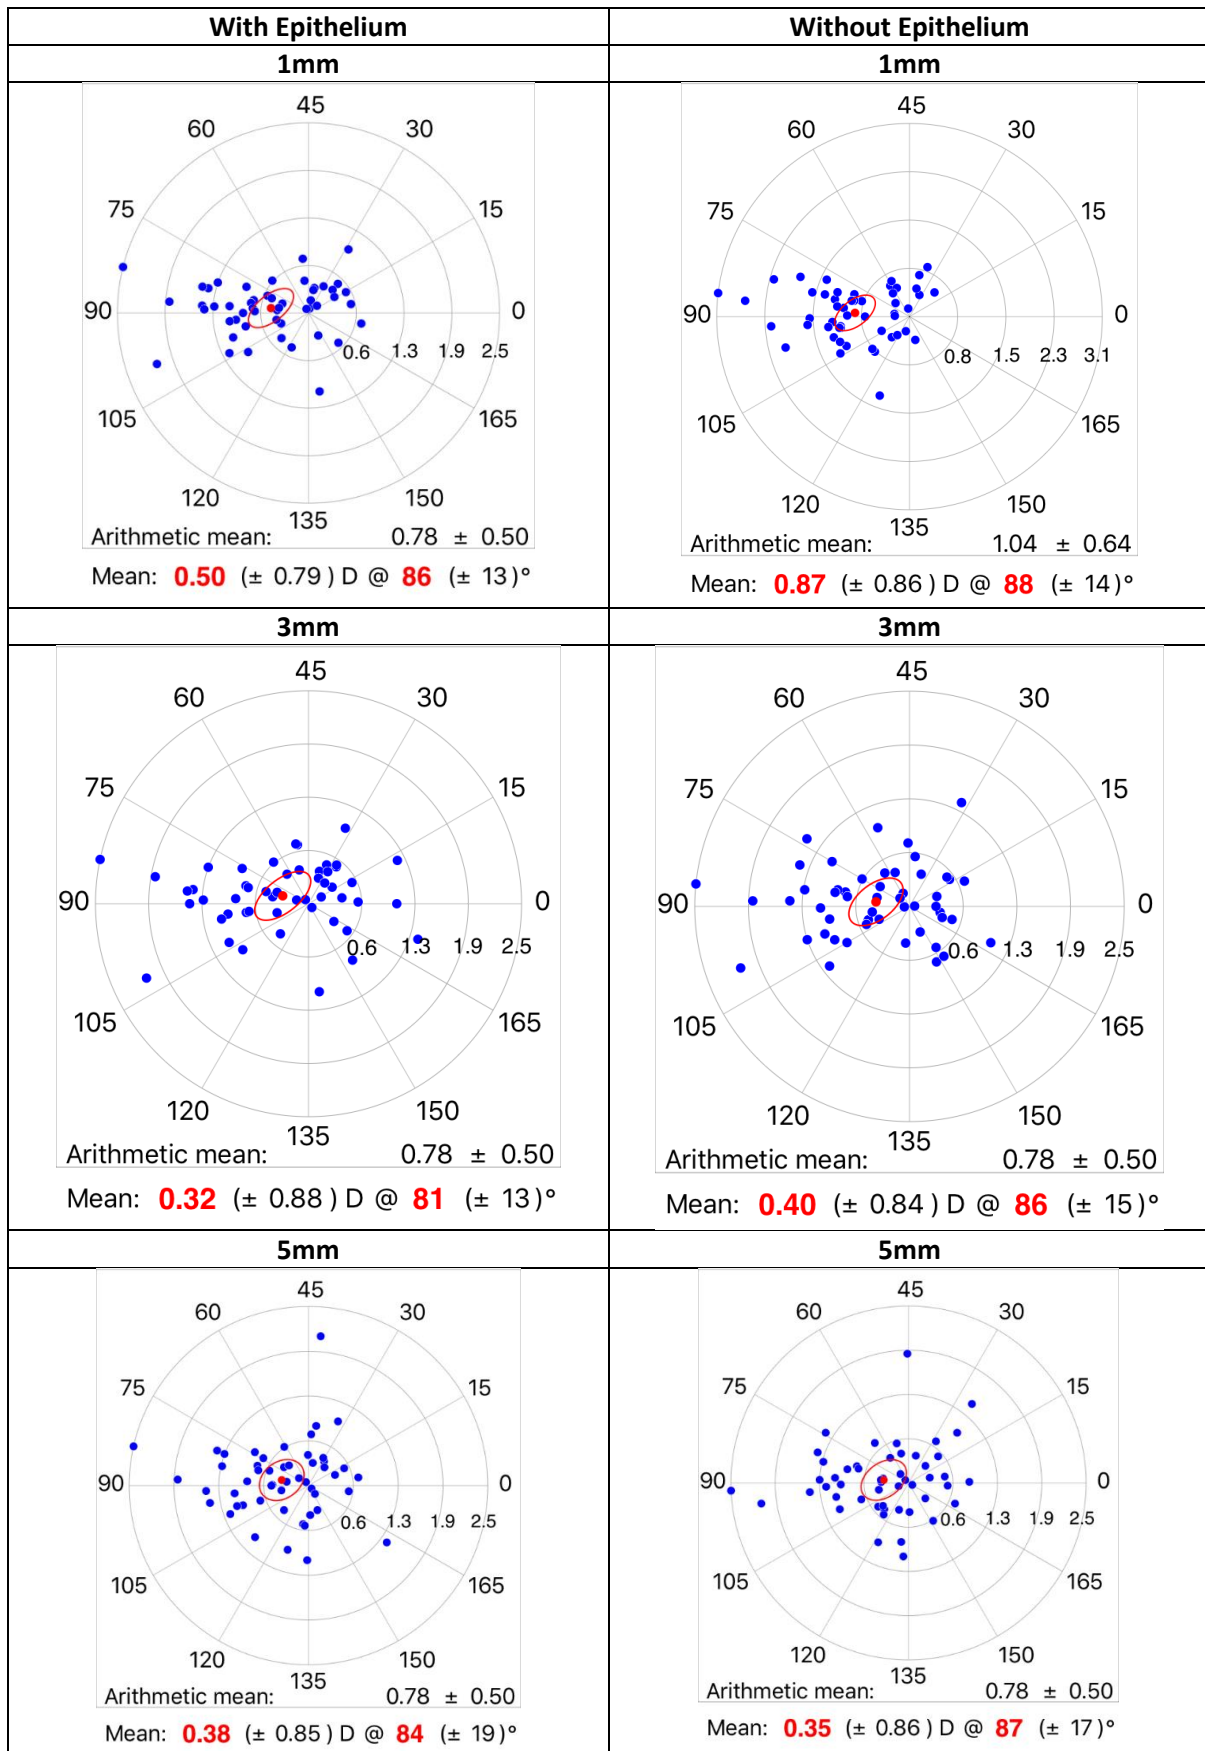 With Epithelium
Without Epithelium
1mm
1mm
45
60
30
75
15
90
0
0.6 1.3 1.9 2.5
105
165
120
150
135
Arithmetic mean: 0.78 ± 0.50
Mean: 0.50 (± 0.79 ) D @ 86 (± 13 )°
45
60
30
75
15
90
0
0.8 1.5 2.3 3.1
105
165
120
150
135
Arithmetic mean: 1.04 ± 0.64
Mean: 0.87 (± 0.86 ) D @ 88 (± 14 )°
3mm
3mm
45
60
30
75
15
90
0
0.6 1.3 1.9 2.5
105
165
120
150
135
Arithmetic mean: 0.78 ± 0.50
Mean: 0.32 (± 0.88 ) D @ 81 (± 13 )°
45
60
30
75
15
90
0
0.6 1.3 1.9 2.5
105
165
120
150
135
Arithmetic mean: 0.78 ± 0.50
Mean: 0.40 (± 0.84 ) D @ 86 (± 15 )°
5mm
5mm
45
60
30
75
15
90
0
0.6 1.3 1.9 2.5
105
165
120
150
135
Arithmetic mean: 0.78 ± 0.50
Mean: 0.38 (± 0.85 ) D @ 84 (± 19 )°
45
60
30
75
15
90
0
0.6 1.3 1.9 2.5
105
165
120
150
135
Arithmetic mean: 0.78 ± 0.50
Mean: 0.35 (± 0.86 ) D @ 87 (± 17 )°